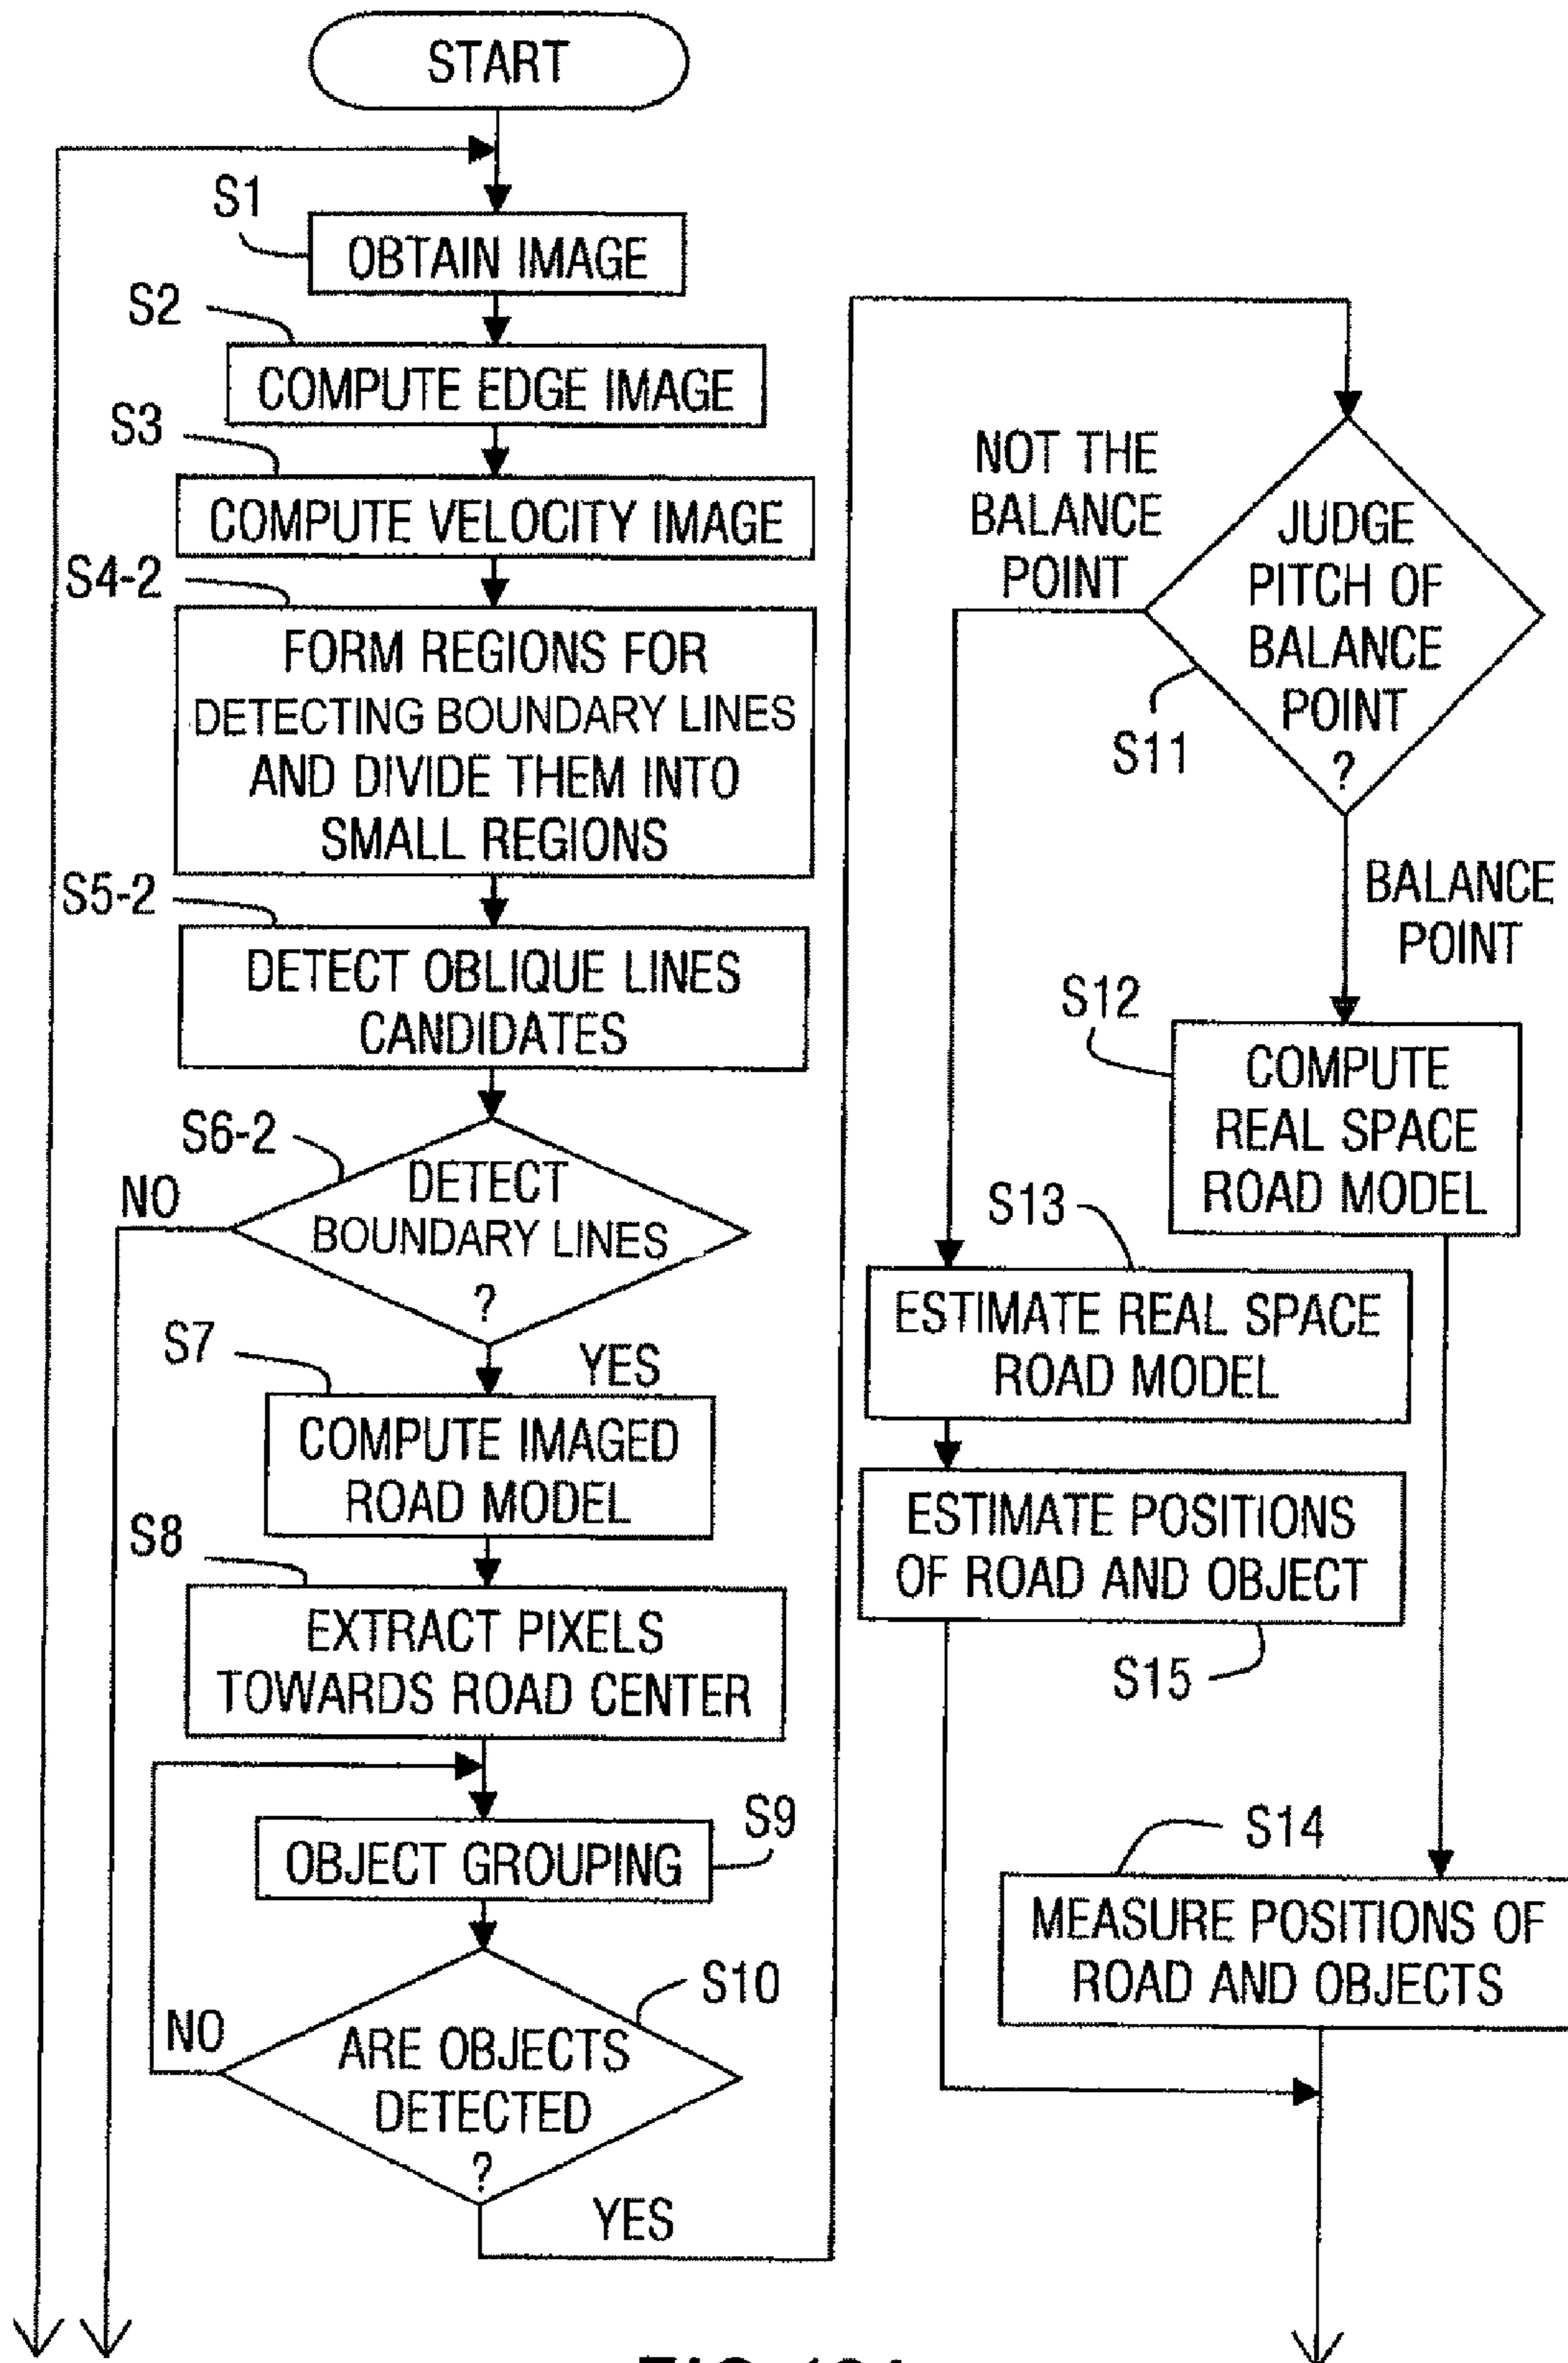 START
S1
OBTAIN IMAGE
S2
COMPUTE EDGE IMAGE
S3
COMPUTE VELOCITY IMAGE
S4-2
FORM REGIONS FOR
DETECTING BOUNDARY LINES
AND DIVIDE THEM INTO
SMALL REGIONS
S5-2
DETECT OBLIQUE LINES
CANDIDATES
S6-2
DETECT
BOUNDARY LINES
?
NO
YES
S7
COMPUTE IMAGED
ROAD MODEL
S8
EXTRACT PIXELS
TOWARDS ROAD CENTER
S9
OBJECT GROUPING
S10
ARE OBJECTS
DETECTED
?
NO
YES
NOT THE
BALANCE
POINT
JUDGE
PITCH OF
BALANCE
POINT
?
S11
BALANCE
POINT
S12
COMPUTE
REAL SPACE
ROAD MODEL
S13
ESTIMATE REAL SPACE
ROAD MODEL
ESTIMATE POSITIONS
OF ROAD AND OBJECT
S15
S14
MEASURE POSITIONS OF
ROAD AND OBJECTS